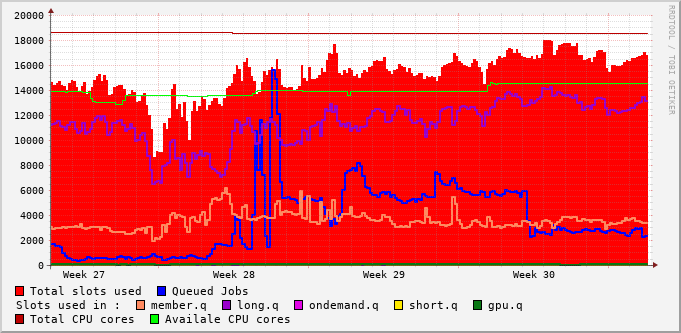 20000
18000
16000
14000
12000
10000
8000
6000
4000
2000
0
Week 27 Week 28 Week 29 Week 30
RRDTOOL / TOBI OETIKER
Total slots used Queued Jobs
Slots used in : member.q long.q ondemand.q short.q gpu.q
Total CPU cores Availale CPU cores